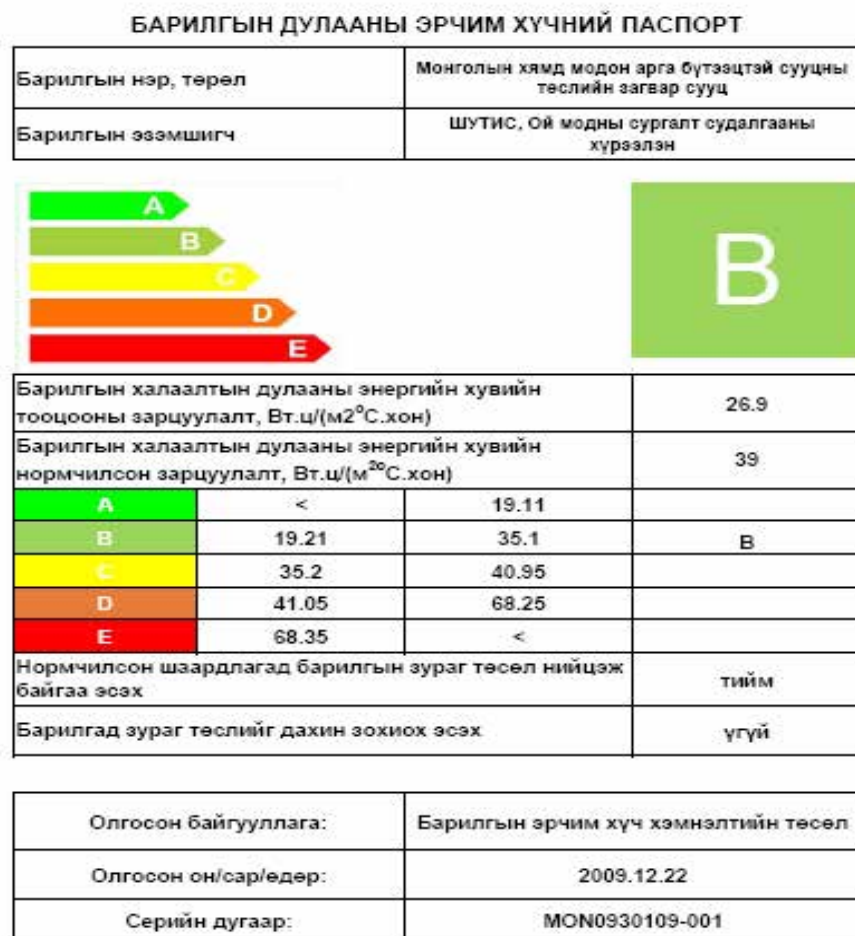 БАРИЛГЫН ДУЛААНЫ ЭРЧИМ ХҮЧНИЙ ПАСПОРТ
Барилгын нэр, төрөл
Монголын хямд модон арга бүтээцтэй сууцны
төслийн загвар сууц
Барилгын эзэмшигч
ШУТИС, Ой модны сургалт судалгааны
хүрээлэн
A
B
C
D
E
B
Барилгын халаалтын дулааны энергийн хувийн
тооцооны зарцуулалт, Вт.ц/(м2⁰С.хон)
26.9
Барилгын халаалтын дулааны энергийн хувийн
нормчилсон зарцуулалт, Вт.ц/(м²⁰С.хон)
39
A < 19.11
B 19.21 35.1 B
C 35.2 40.95
D 41.05 68.25
E 68.35 <
Нормчилсон шаардлагад барилгын зураг төсөл нийцэж
байгаа эсэх
тийм
Барилгад зураг төслийг дахин зохиох эсэх
үгүй
Олгосон байгууллага:
Барилгын эрчим хүч хэмнэлтийн төсөл
Олгосон он/сар/өдөр:
2009.12.22
Серийн дугаар:
MON0930109-001